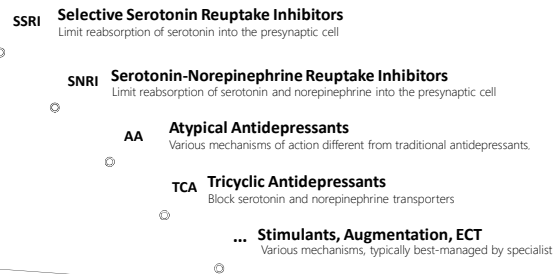 SSRI Selective Serotonin Reuptake Inhibitors
Limit reabsorption of serotonin into the presynaptic cell
SNRI Serotonin-Norepinephrine Reuptake Inhibitors
Limit reabsorption of serotonin and norepinephrine into the presynaptic cell
AA Atypical Antidepressants
Various mechanisms of action different from traditional antidepressants.
TCA Tricyclic Antidepressants
Block serotonin and norepinephrine transporters
... Stimulants, Augmentation, ECT
Various mechanisms, typically best-managed by specialist